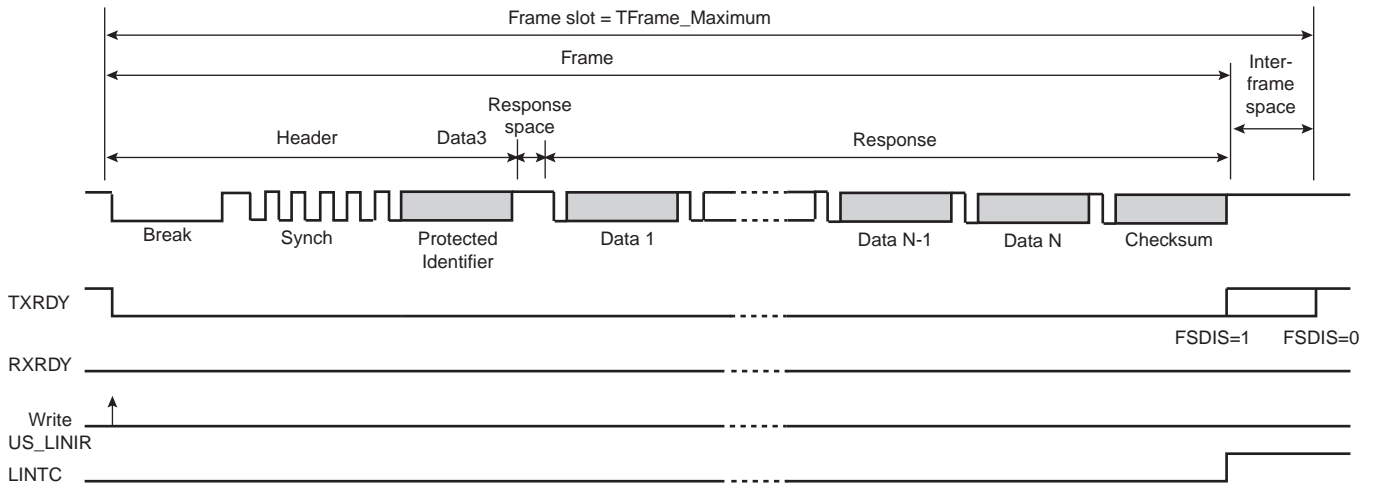 Frame slot = TFrame_Maximum
Frame
Inter-
frame
space
Header
Data3
Response
space
Response
Break
Synch
Protected
Identifier
Data 1
Data N-1
Data N
Checksum
TXRDY
FSDIS=1
FSDIS=0
RXRDY
Write
US_LINIR
LINTC